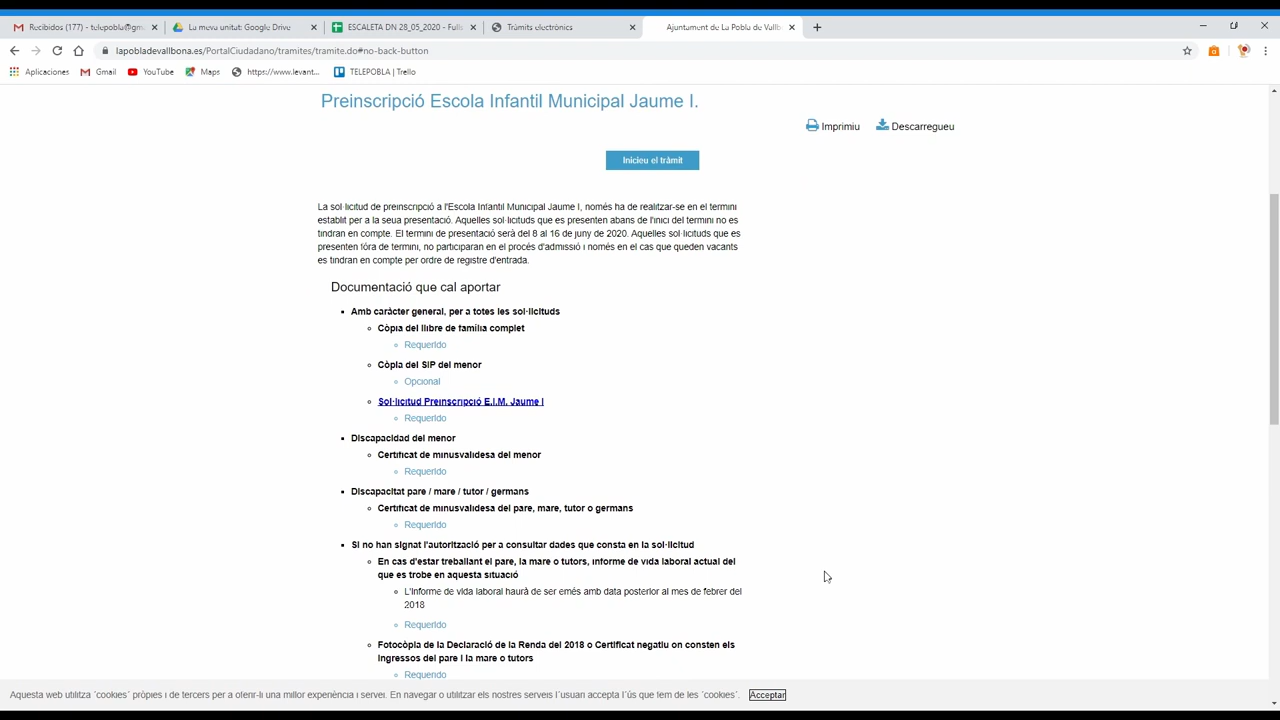 Recibidos (177) - telepobla@gm
La meva unitat: Google Drive
ESCALETA DN 28_05_2020 - Full
Tràmits electrònics
Ajuntament de La Pobla de Vallb
lapobladevallbona.es/PortalCiudadano/tramites/tramite.do#no-back-button
Aplicaciones
Gmail
YouTube
Maps
https://www.levant...
TELEPOBLA | Trello
Preinscripció Escola Infantil Municipal Jaume I.
Imprimiu
Descarregueu
Inicieu el tràmit
La sol·licitud de preinscripció a l'Escola Infantil Municipal Jaume I, només ha de realitzar-se en el termini
establit per a la seua presentació. Aquelles sol·licituds que es presenten abans de l'inici del termini no es
tindran en compte. El termini de presentació serà del 8 al 16 de juny de 2020. Aquelles sol·licituds que es
presenten fóra de termini, no participaran en el procés d'admissió i només en el cas que queden vacants
es tindran en compte per ordre de registre d'entrada.
Documentació que cal aportar
Amb caràcter general, per a totes les sol·licituds
Còpia del llibre de família complet
Requerido
Còpia del SIP del menor
Opcional
Sol·licitud Preinscripció E.I.M. Jaume I
Requerido
Discapacidad del menor
Certificat de minusvalidesa del menor
Requerido
Discapacitat pare / mare / tutor / germans
Certificat de minusvalidesa del pare, mare, tutor o germans
Requerido
Si no han signat l'autorització per a consultar dades que consta en la sol·licitud
En cas d'estar treballant el pare, la mare o tutors, informe de vida laboral actual del
que es trobe en aquesta situació
L'informe de vida laboral haurà de ser emés amb data posterior al mes de febrer del
2018
Requerido
Fotocòpia de la Declaració de la Renda del 2018 o Certificat negatiu on consten els
ingressos del pare i la mare o tutors
Requerido
Aquesta web utilitza ´cookies´ pròpies i de tercers per a oferir-li una millor experiència i servei. En navegar o utilitzar els nostres serveis l´usuari accepta l´ús que fem de les ´cookies´.
Acceptar